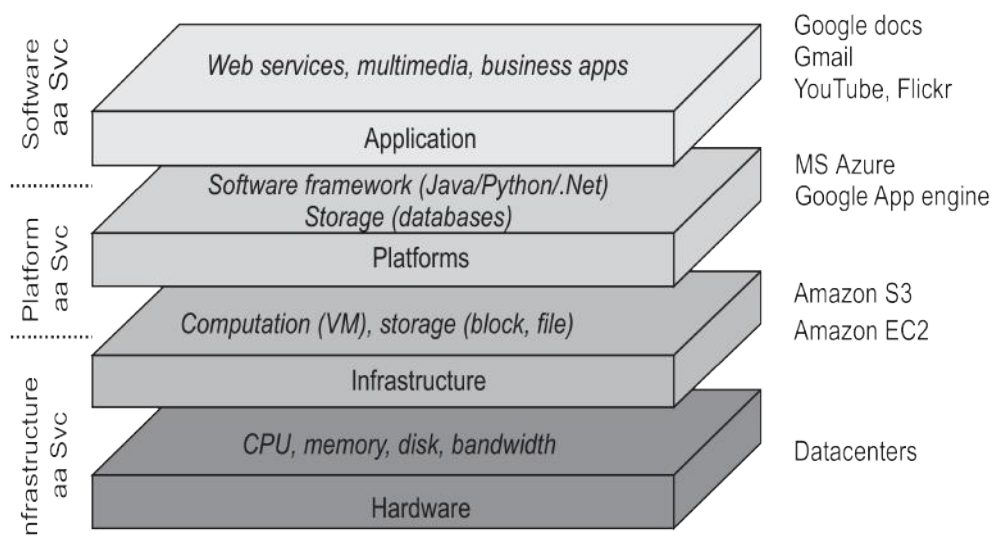 Software
aa Svc
Web services, multimedia, business apps
Application
Google docs
Gmail
YouTube, Flickr
Platform
aa Svc
Software framework (Java/Python/.Net)
Storage (databases)
Platforms
MS Azure
Google App engine
Computation (VM), storage (block, file)
Infrastructure
Amazon S3
Amazon EC2
nfrastructure
aa Svc
CPU, memory, disk, bandwidth
Hardware
Datacenters